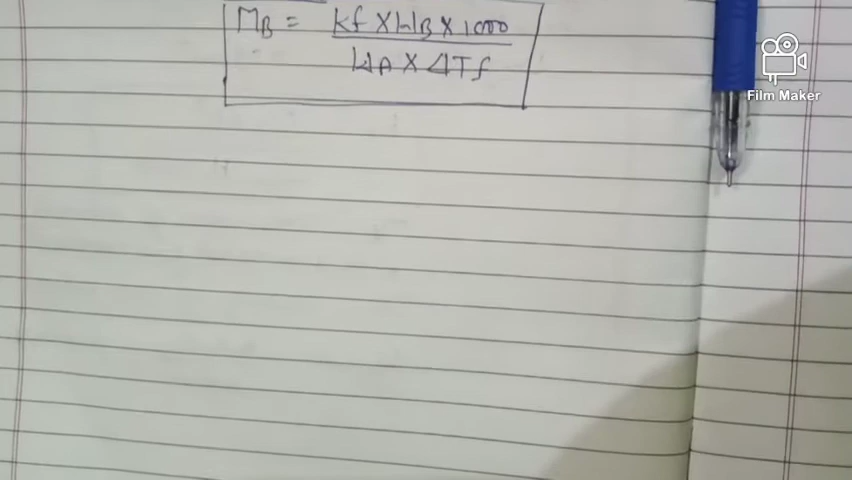 MB = Kf X WB X 1000
WA X ΔTf
Film Maker